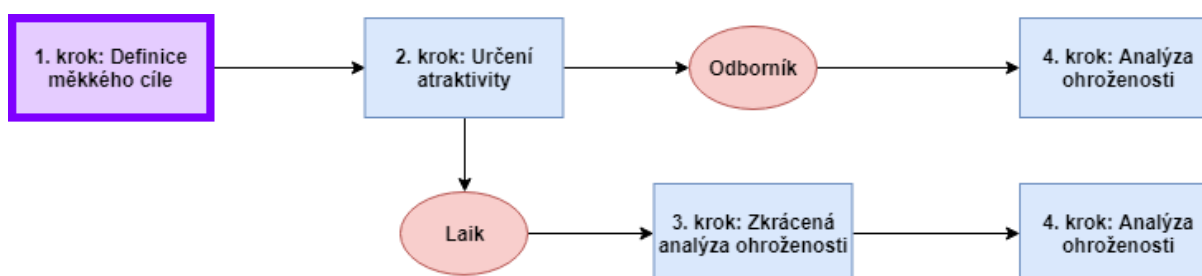 1. krok: Definice
měkkého cíle
2. krok: Určení
atraktivity
Odborník
4. krok: Analýza
ohroženosti
Laik
3. krok: Zkrácená
analýza ohroženosti
4. krok: Analýza
ohroženosti